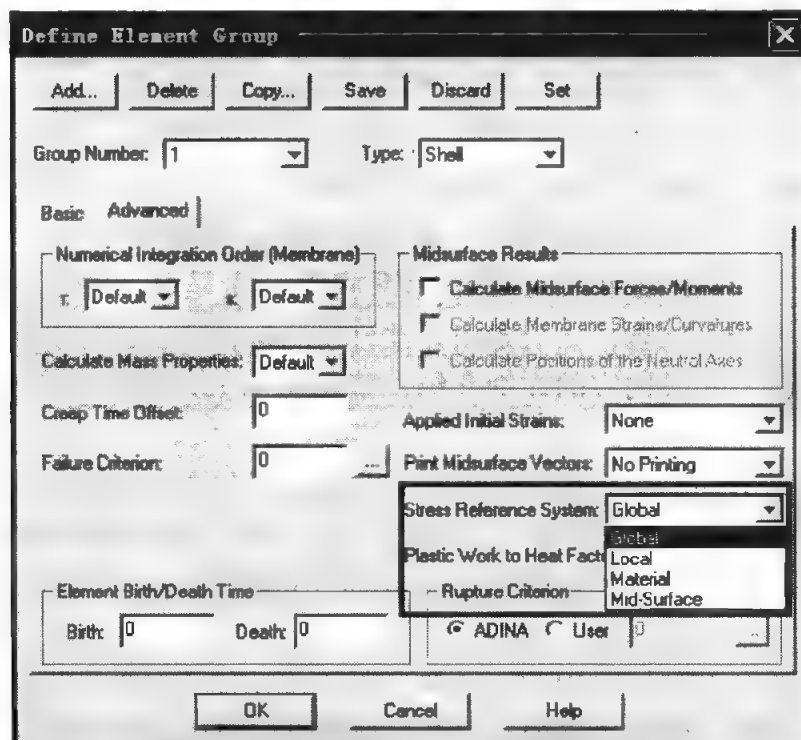 Define Element Group
Add... Delete Copy... Save Discard Set
Group Number: 1 Type: Shell
Basic Advanced
Numerical Integration Order (Membrane)
r: Default s: Default
Calculate Mass Properties: Default
Creep Time Offset: 0
Failure Criterion: 0 ...
Midsurface Results
Calculate Midsurface Forces/Moments
Calculate Membrane Strains/Curvatures
Calculate Positions of the Neutral Axes
Applied Initial Strains: None
Print Midsurface Vectors: No Printing
Stress Reference System: Global
Global
Local
Material
Mid-Surface
Plastic Work to Heat Facto
Element Birth/Death Time
Birth: 0 Death: 0
Rupture Criterion
ADINA User 0 ...
OK Cancel Help